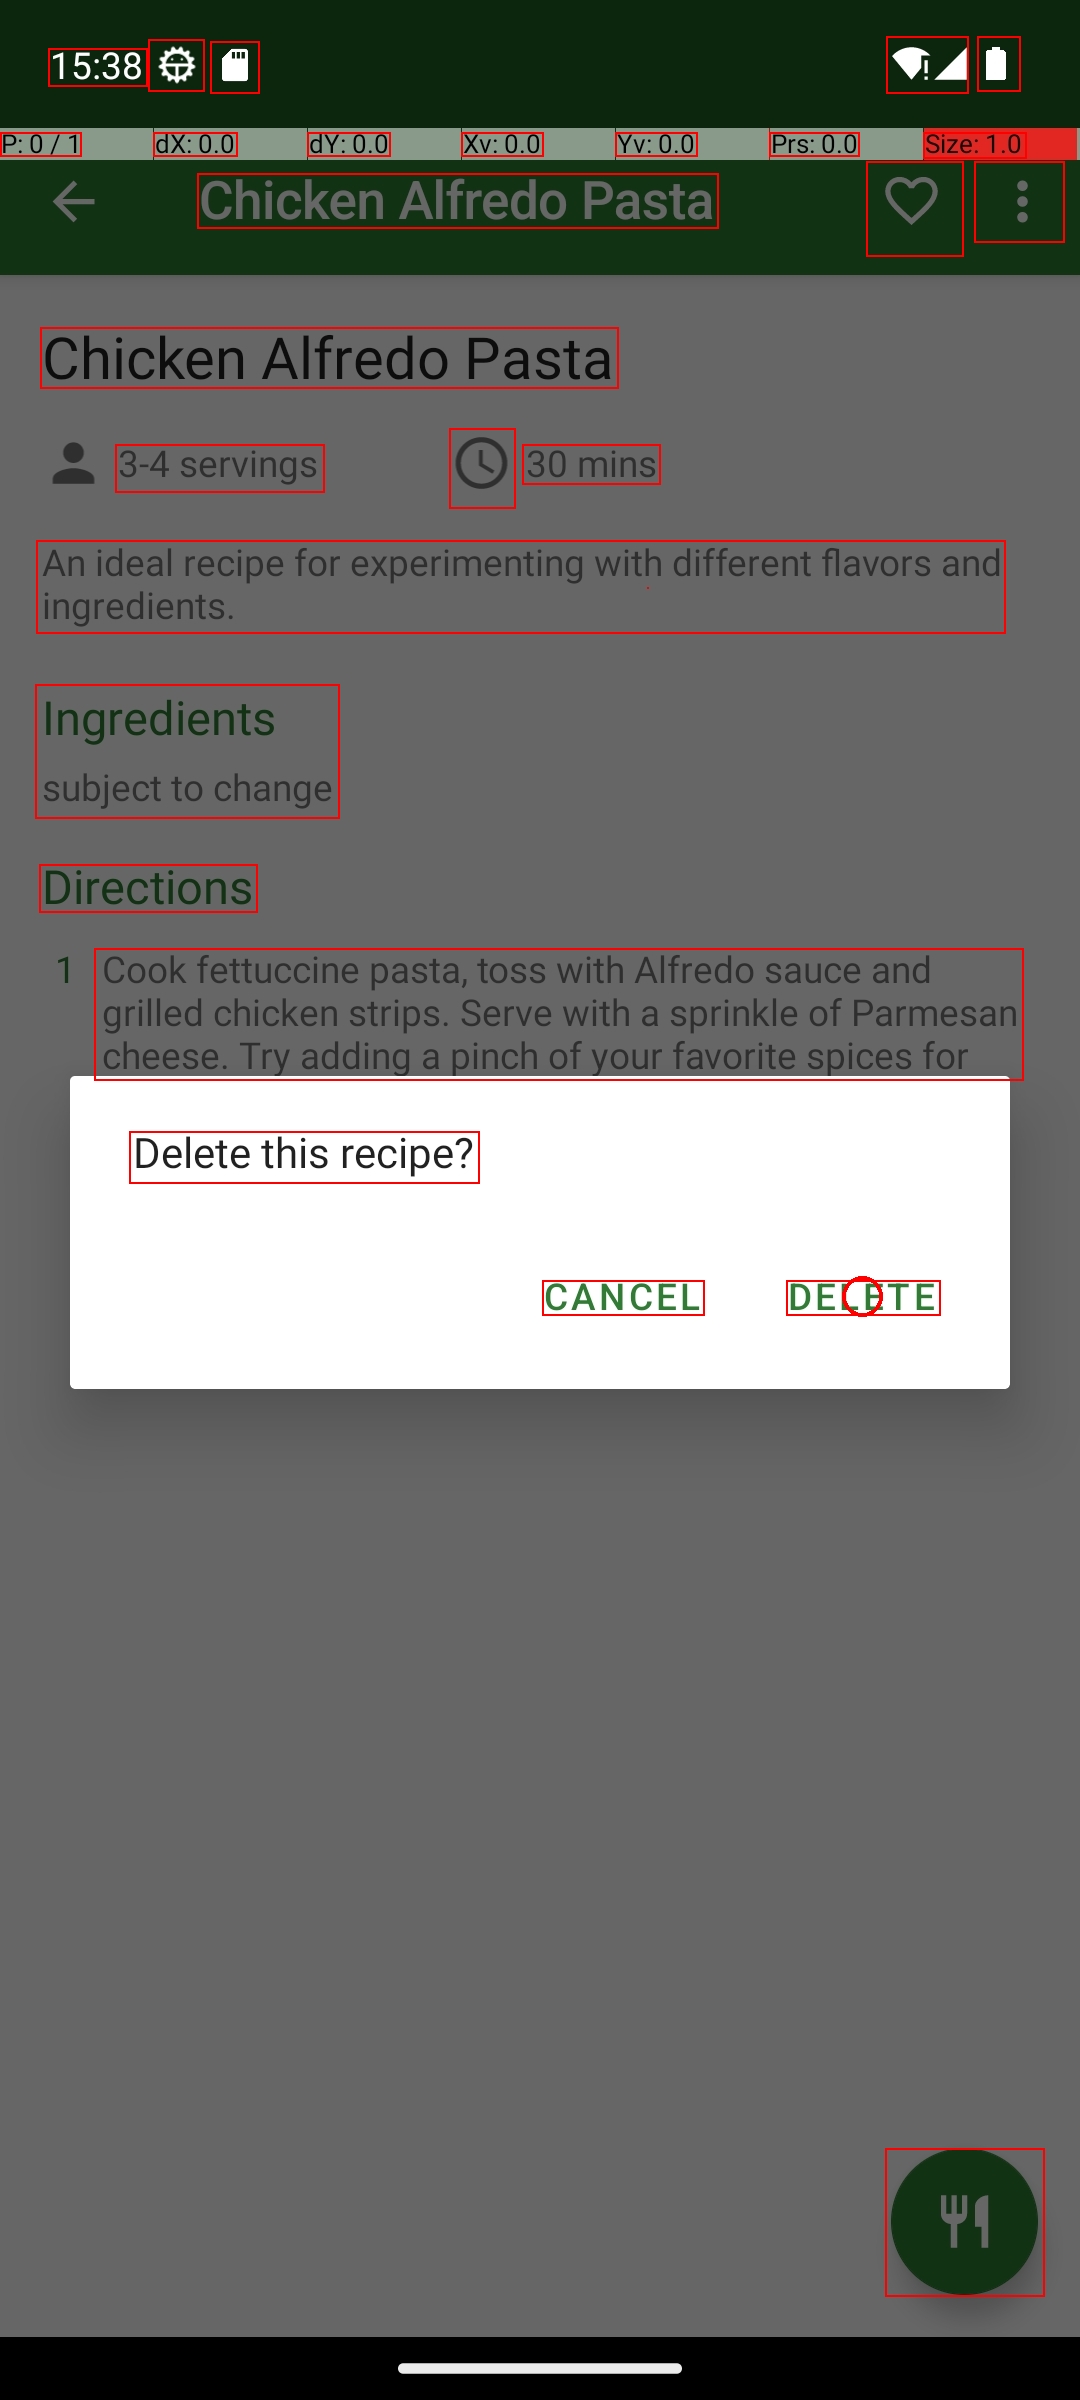 15:38
P: 0 / 1 dX: 0.0 dY: 0.0 Xv: 0.0 Yv: 0.0 Prs: 0.0 Size: 1.0
Chicken Alfredo Pasta
Chicken Alfredo Pasta
3-4 servings 30 mins
An ideal recipe for experimenting with different flavors and
ingredients.
Ingredients
subject to change
Directions
1 Cook fettuccine pasta, toss with Alfredo sauce and
grilled chicken strips. Serve with a sprinkle of Parmesan
cheese. Try adding a pinch of your favorite spices for
Delete this recipe?
CANCEL DELETE